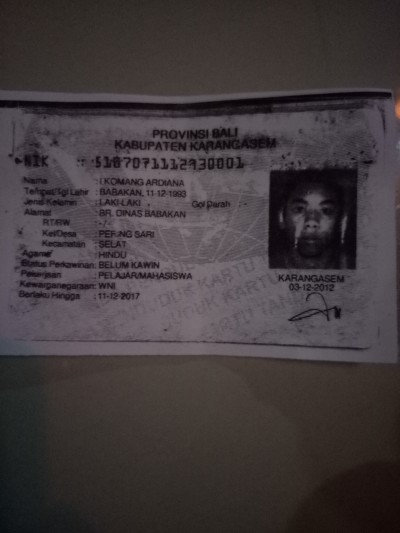 PROVINSI BALI
KABUPATEN KARANGASEM
NIK : 5187071112930001
Nama : I KOMANG ARDIANA
Tempat/Tgl Lahir : BABAKAN, 11-12-1993
Jenis Kelamin : LAKI-LAKI Gol Darah : -
Alamat : BR. DINAS BABAKAN
RT/RW : -/-
Kel/Desa : PERING SARI
Kecamatan : SELAT
Agama : HINDU
Status Perkawinan: BELUM KAWIN
Pekerjaan : PELAJAR/MAHASISWA
Kewarganegaraan: WNI
Berlaku Hingga : 11-12-2017
KARANGASEM
03-12-2012